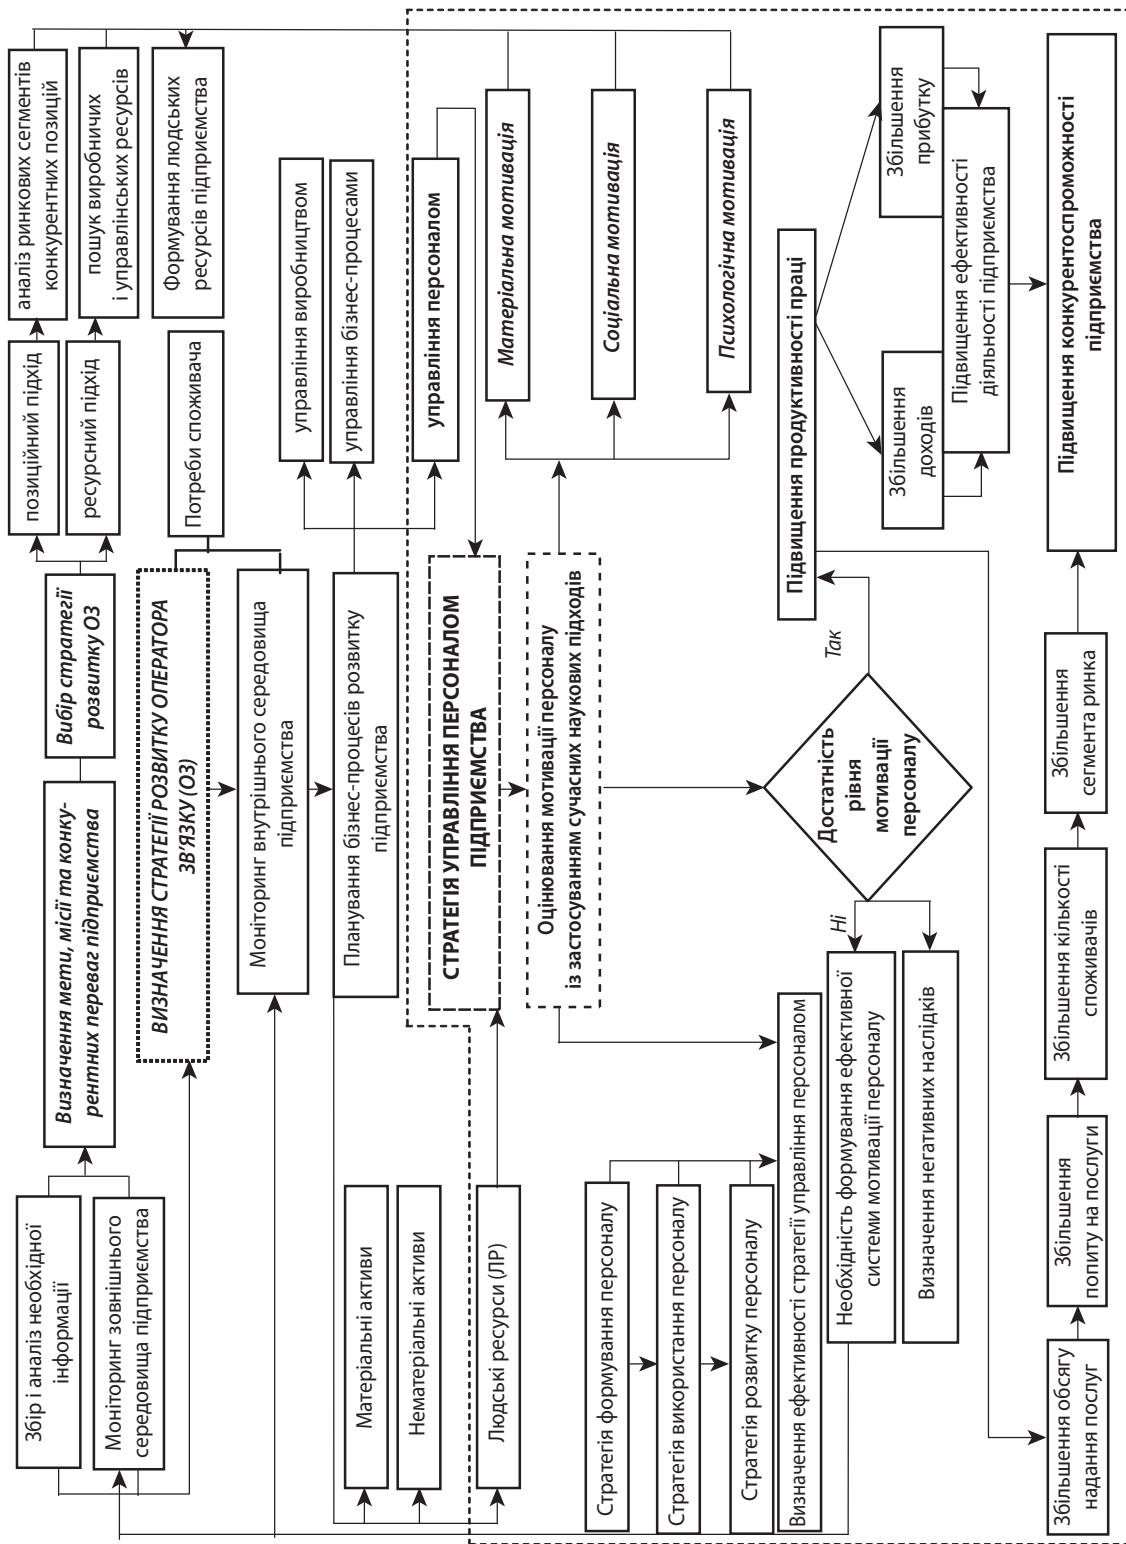 Збір і аналіз необхідної
інформації
Моніторинг зовнішнього
середовища підприємства
Визначення мети, місії та конку-
рентних переваг підприємства
Вибір стратегії
розвитку ОЗ
позиційний підхід
ресурсний підхід
аналіз ринкових сегментів
конкурентних позицій
пошук виробничих
і управлінських ресурсів
Формування людських
ресурсів підприємства
ВИЗНАЧЕННЯ СТРАТЕГІЇ РОЗВИТКУ ОПЕРАТОРА
ЗВ’ЯЗКУ (ОЗ)
Потреби споживача
Моніторинг внутрішнього середовища
підприємства
Планування бізнес-процесів розвитку
підприємства
управління виробництвом
управління бізнес-процесами
управління персоналом
Матеріальні активи
Нематеріальні активи
Людські ресурси (ЛР)
СТРАТЕГІЯ УПРАВЛІННЯ ПЕРСОНАЛОМ
ПІДПРИЄМСТВА
Матеріальна мотивація
Соціальна мотивація
Психологічна мотивація
Оцінювання мотивації персоналу
із застосуванням сучасних наукових підходів
Стратегія формування персоналу
Стратегія використання персоналу
Стратегія розвитку персоналу
Визначення ефективності стратегії управління персоналом
Достатність
рівня
мотивації
персоналу
Ні
Так
Необхідність формування ефективної
системи мотивації персоналу
Визначення негативних наслідків
Підвищення продуктивності праці
Збільшення
доходів
Збільшення
прибутку
Підвищення ефективності
діяльності підприємства
Збільшення обсягу
надання послуг
Збільшення
попиту на послуги
Збільшення кількості
споживачів
Збільшення
сегмента ринка
Підвищення конкурентоспроможності
підприємства